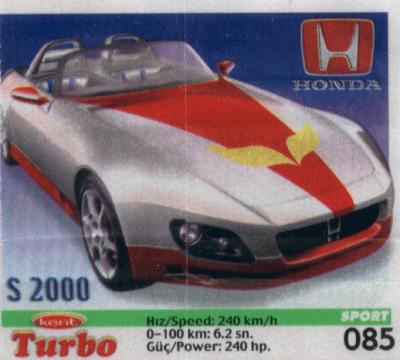 HONDA
S 2000
SPORT
kent
Turbo
Hız/Speed: 240 km/h
0-100 km: 6.2 sn.
Güç/Power: 240 hp.
085